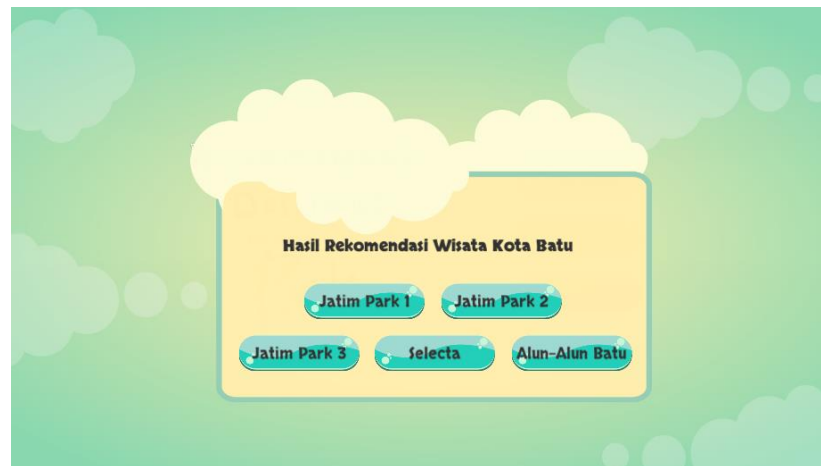 Hasil Rekomendasi Wisata Kota Batu
Jatim Park 1 Jatim Park 2
Jatim Park 3 Selecta Alun-Alun Batu